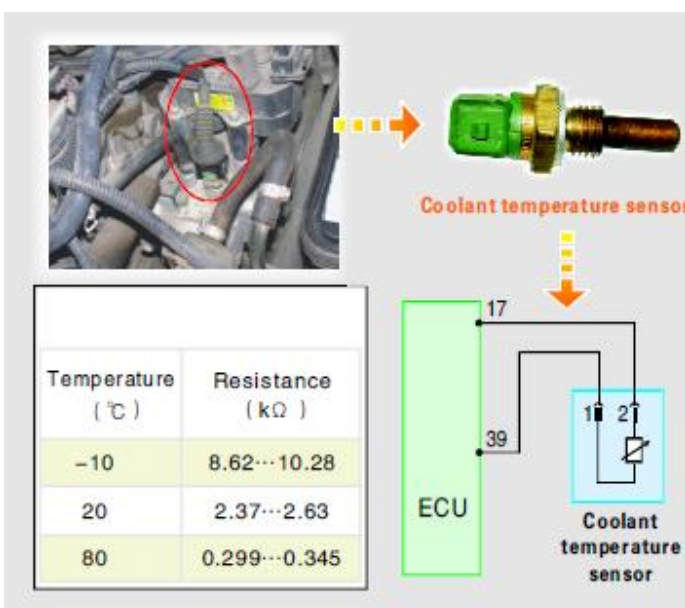 Coolant temperature sensor
Temperature
( ℃ )
Resistance
( kΩ )
−10
8.62···10.28
20
2.37···2.63
80
0.299···0.345
17
39
ECU
1
2
Coolant
temperature
sensor